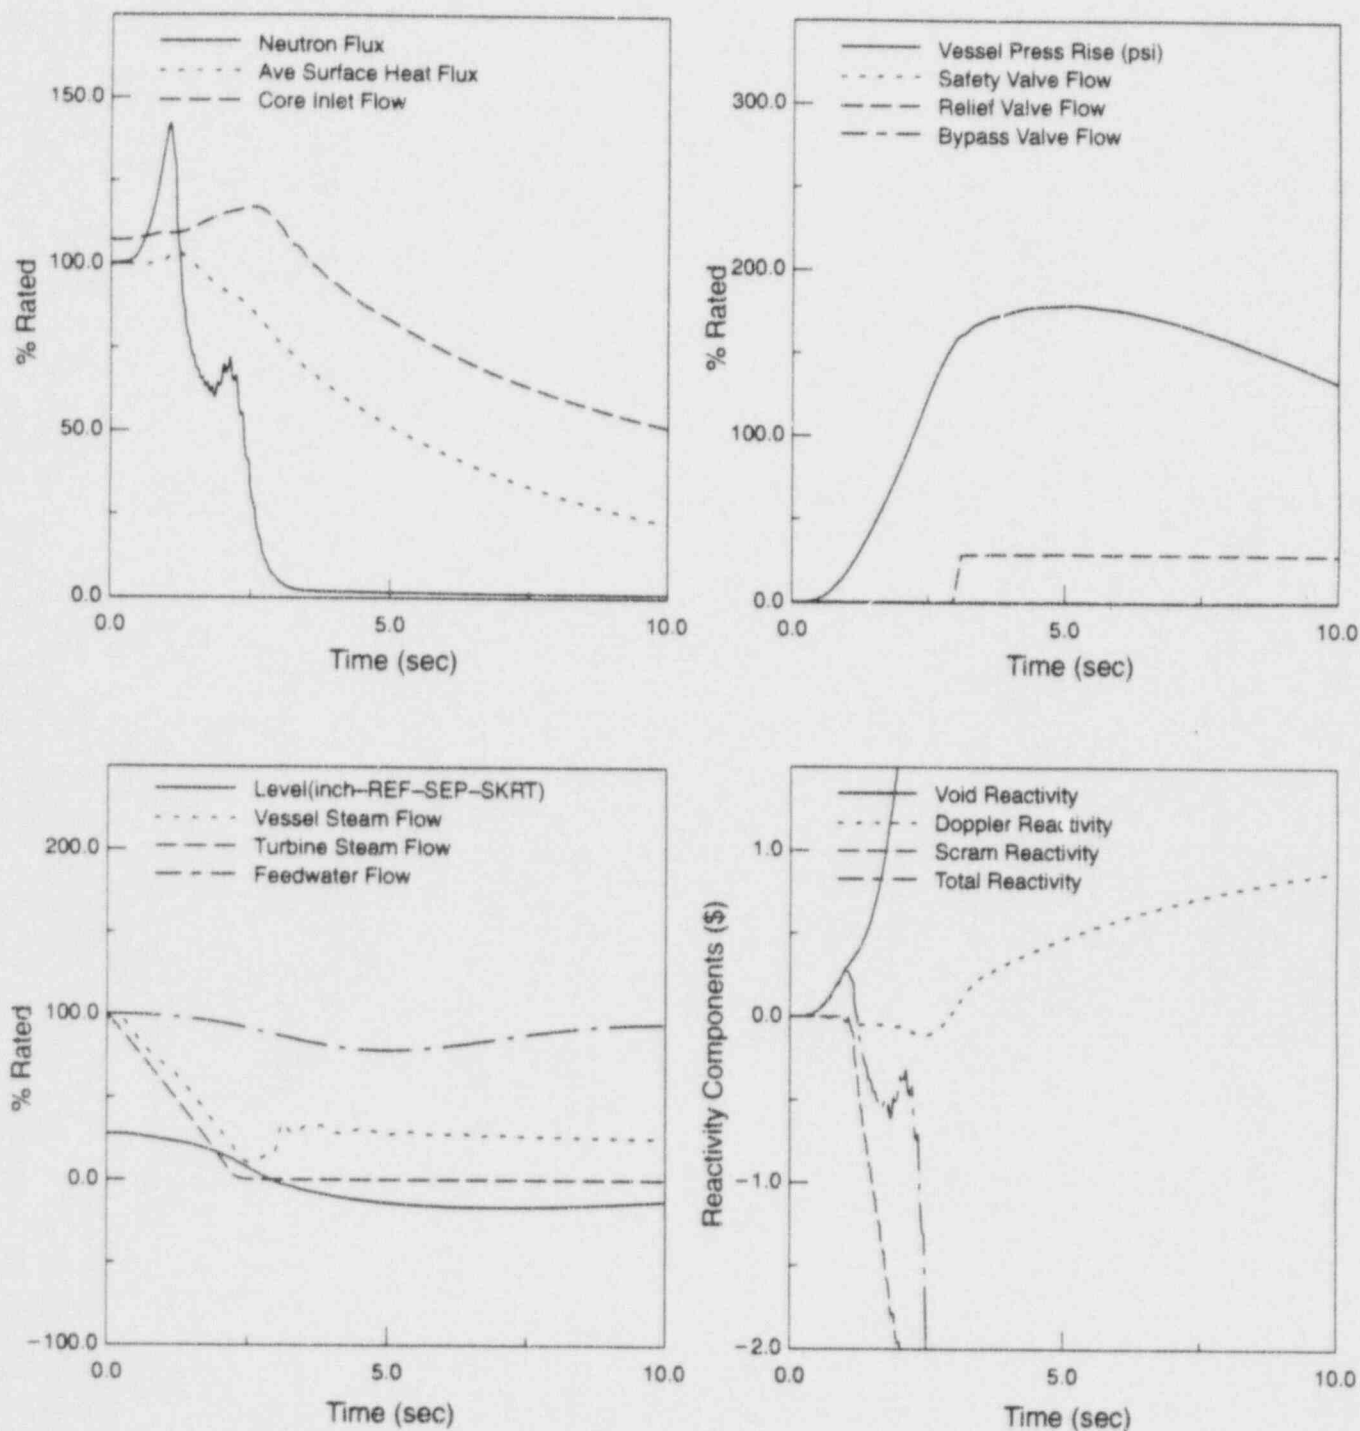 Neutron Flux
Ave Surface Heat Flux
Core Inlet Flow
150.0
100.0
50.0
0.0
% Rated
0.0
5.0
10.0
Time (sec)
Vessel Press Rise (psi)
Safety Valve Flow
Relief Valve Flow
Bypass Valve Flow
300.0
200.0
100.0
0.0
% Rated
0.0
5.0
10.0
Time (sec)
Level(inch-REF-SEP-SKRT)
Vessel Steam Flow
Turbine Steam Flow
Feedwater Flow
200.0
100.0
0.0
-100.0
% Rated
0.0
5.0
10.0
Time (sec)
Void Reactivity
Doppler Reactivity
Scram Reactivity
Total Reactivity
1.0
0.0
-1.0
-2.0
Reactivity Components ($)
0.0
5.0
10.0
Time (sec)